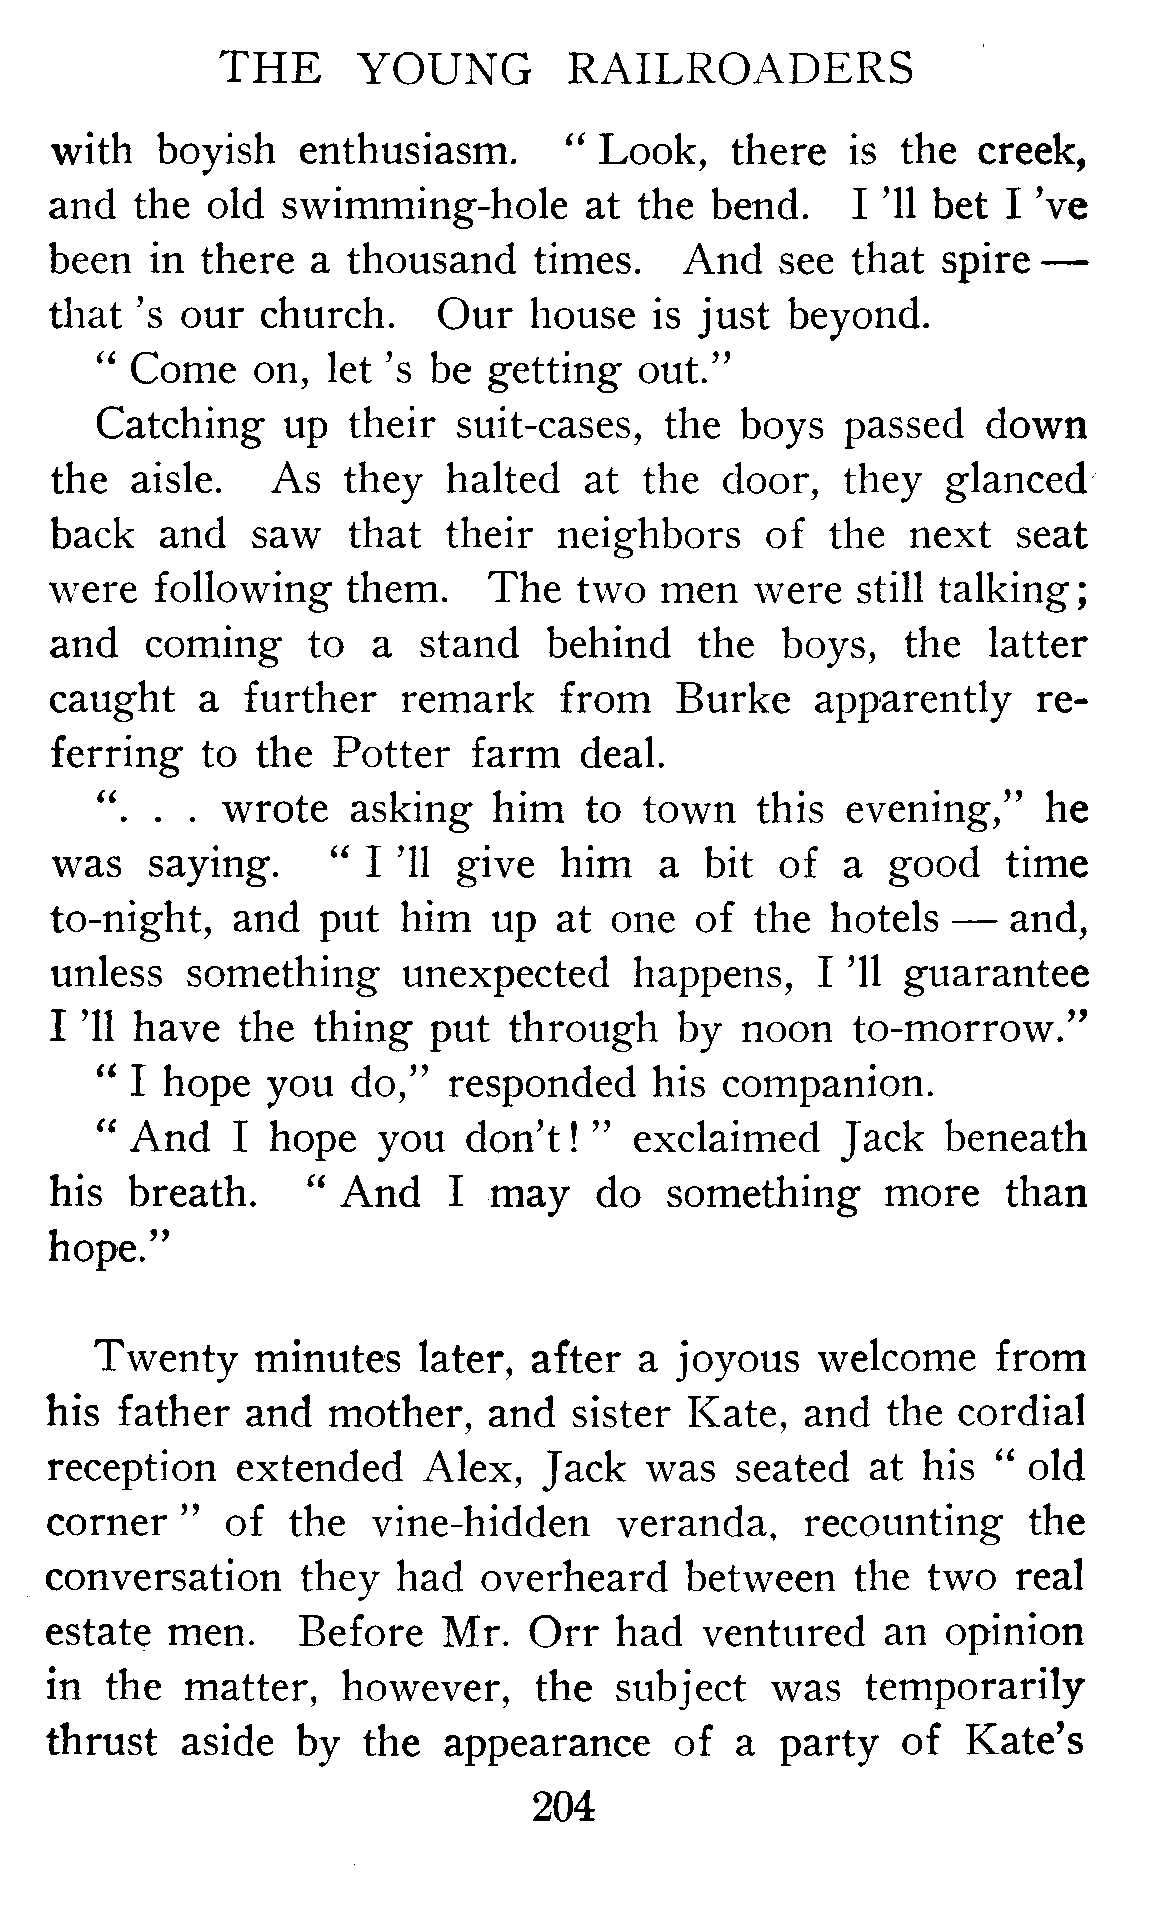 THE YOUNG RAILROADERS
with boyish enthusiasm. “ Look, there is the creek,
and the old swimming-hole at the bend. I ’ll bet I ’ve
been in there a thousand times. And see that spire —
that ’s our church. Our house is just beyond.
“ Come on, let ’s be getting out.”
Catching up their suit-cases, the boys passed down
the aisle. As they halted at the door, they glanced
back and saw that their neighbors of the next seat
were following them. The two men were still talking;
and coming to a stand behind the boys, the latter
caught a further remark from Burke apparently re-
ferring to the Potter farm deal.
“. . . wrote asking him to town this evening,” he
was saying. “ I ’ll give him a bit of a good time
to-night, and put him up at one of the hotels — and,
unless something unexpected happens, I ’ll guarantee
I ’ll have the thing put through by noon to-morrow.”
“ I hope you do,” responded his companion.
“ And I hope you don’t! ” exclaimed Jack beneath
his breath. “ And I may do something more than
hope.”
Twenty minutes later, after a joyous welcome from
his father and mother, and sister Kate, and the cordial
reception extended Alex, Jack was seated at his “ old
corner ” of the vine-hidden veranda, recounting the
conversation they had overheard between the two real
estate men. Before Mr. Orr had ventured an opinion
in the matter, however, the subject was temporarily
thrust aside by the appearance of a party of Kate’s
204